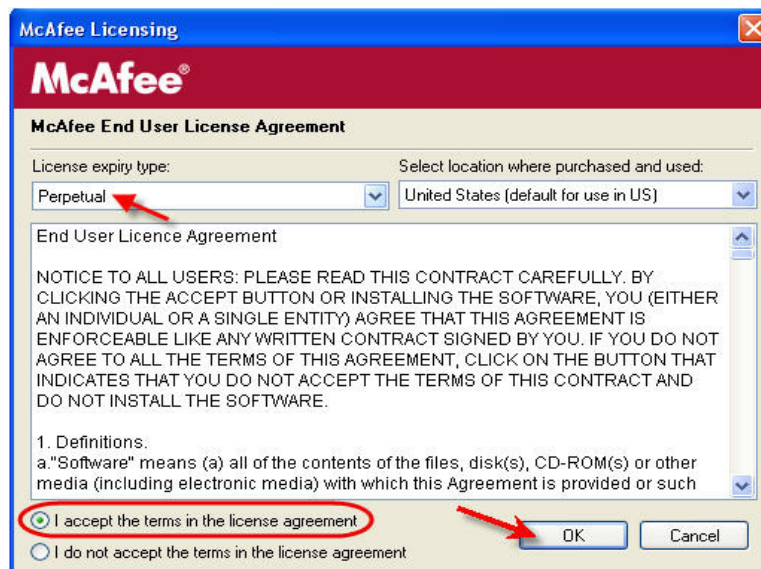 McAfee Licensing
McAfee®
McAfee End User License Agreement
License expiry type:
Select location where purchased and used:
Perpetual
United States (default for use in US)
End User Licence Agreement
NOTICE TO ALL USERS: PLEASE READ THIS CONTRACT CAREFULLY. BY
CLICKING THE ACCEPT BUTTON OR INSTALLING THE SOFTWARE, YOU (EITHER
AN INDIVIDUAL OR A SINGLE ENTITY) AGREE THAT THIS AGREEMENT IS
ENFORCEABLE LIKE ANY WRITTEN CONTRACT SIGNED BY YOU. IF YOU DO NOT
AGREE TO ALL THE TERMS OF THIS AGREEMENT, CLICK ON THE BUTTON THAT
INDICATES THAT YOU DO NOT ACCEPT THE TERMS OF THIS CONTRACT AND
DO NOT INSTALL THE SOFTWARE.
1. Definitions.
a."Software" means (a) all of the contents of the files, disk(s), CD-ROM(s) or other
media (including electronic media) with which this Agreement is provided or such
I accept the terms in the license agreement
I do not accept the terms in the license agreement
OK
Cancel